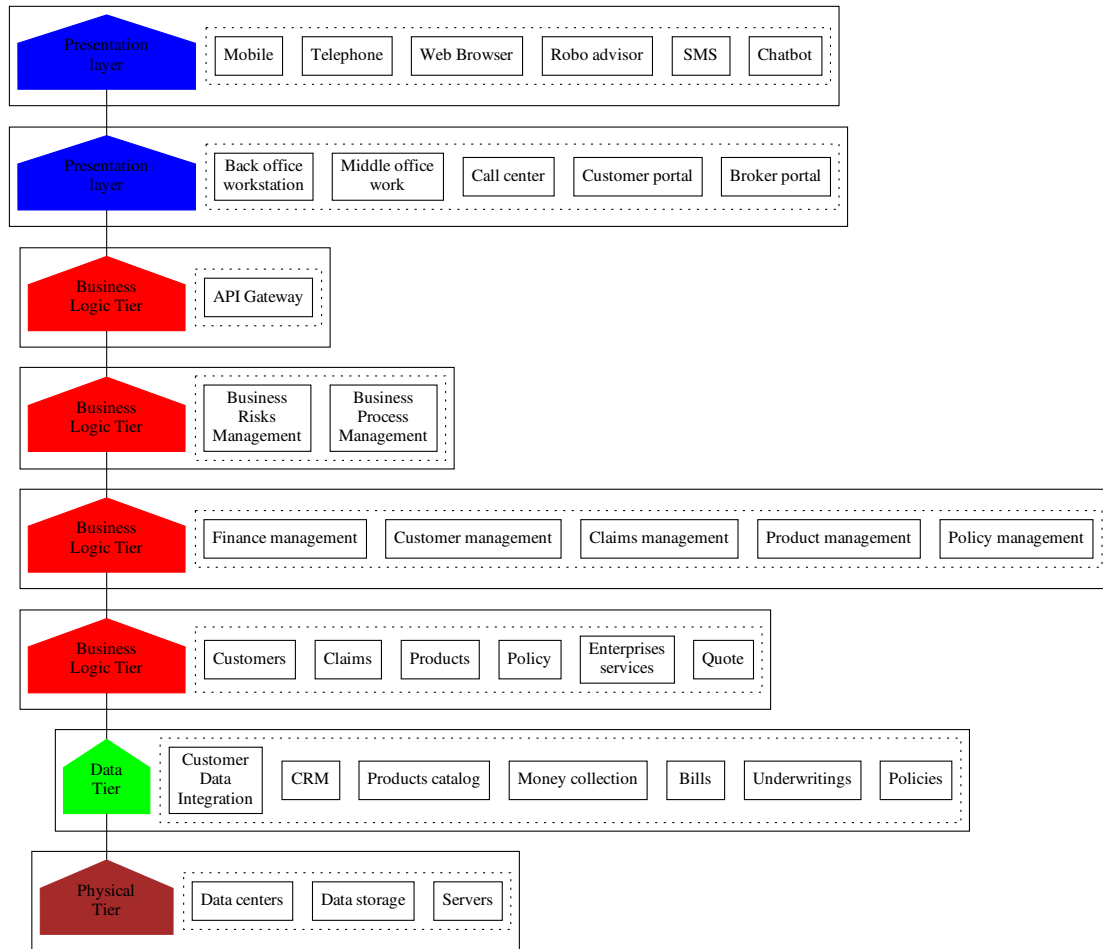 Presentation
layer
Mobile
Telephone
Web Browser
Robo advisor
SMS
Chatbot
Presentation
layer
Back office
workstation
Middle office
work
Call center
Customer portal
Broker portal
Business
Logic Tier
API Gateway
Business
Logic Tier
Business
Risks
Management
Business
Process
Management
Business
Logic Tier
Finance management
Customer management
Claims management
Product management
Policy management
Business
Logic Tier
Customers
Claims
Products
Policy
Enterprises
services
Quote
Data
Tier
Customer
Data
Integration
CRM
Products catalog
Money collection
Bills
Underwritings
Policies
Physical
Tier
Data centers
Data storage
Servers